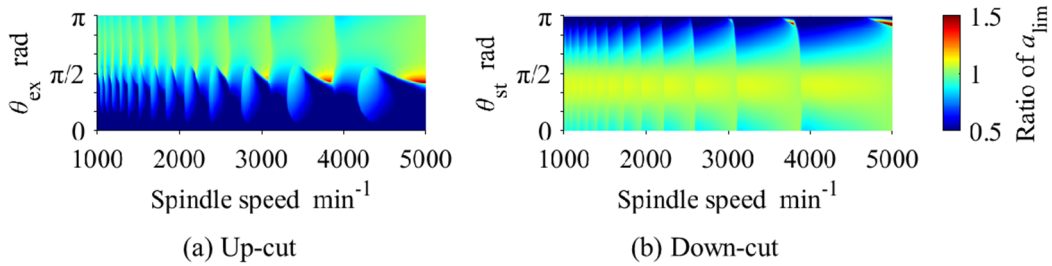 π
π/2
0
θex rad
1000 2000 3000 4000 5000
Spindle speed min-1
(a) Up-cut
π
π/2
0
θst rad
1000 2000 3000 4000 5000
Spindle speed min-1
(b) Down-cut
1.5
1
0.5
Ratio of alim